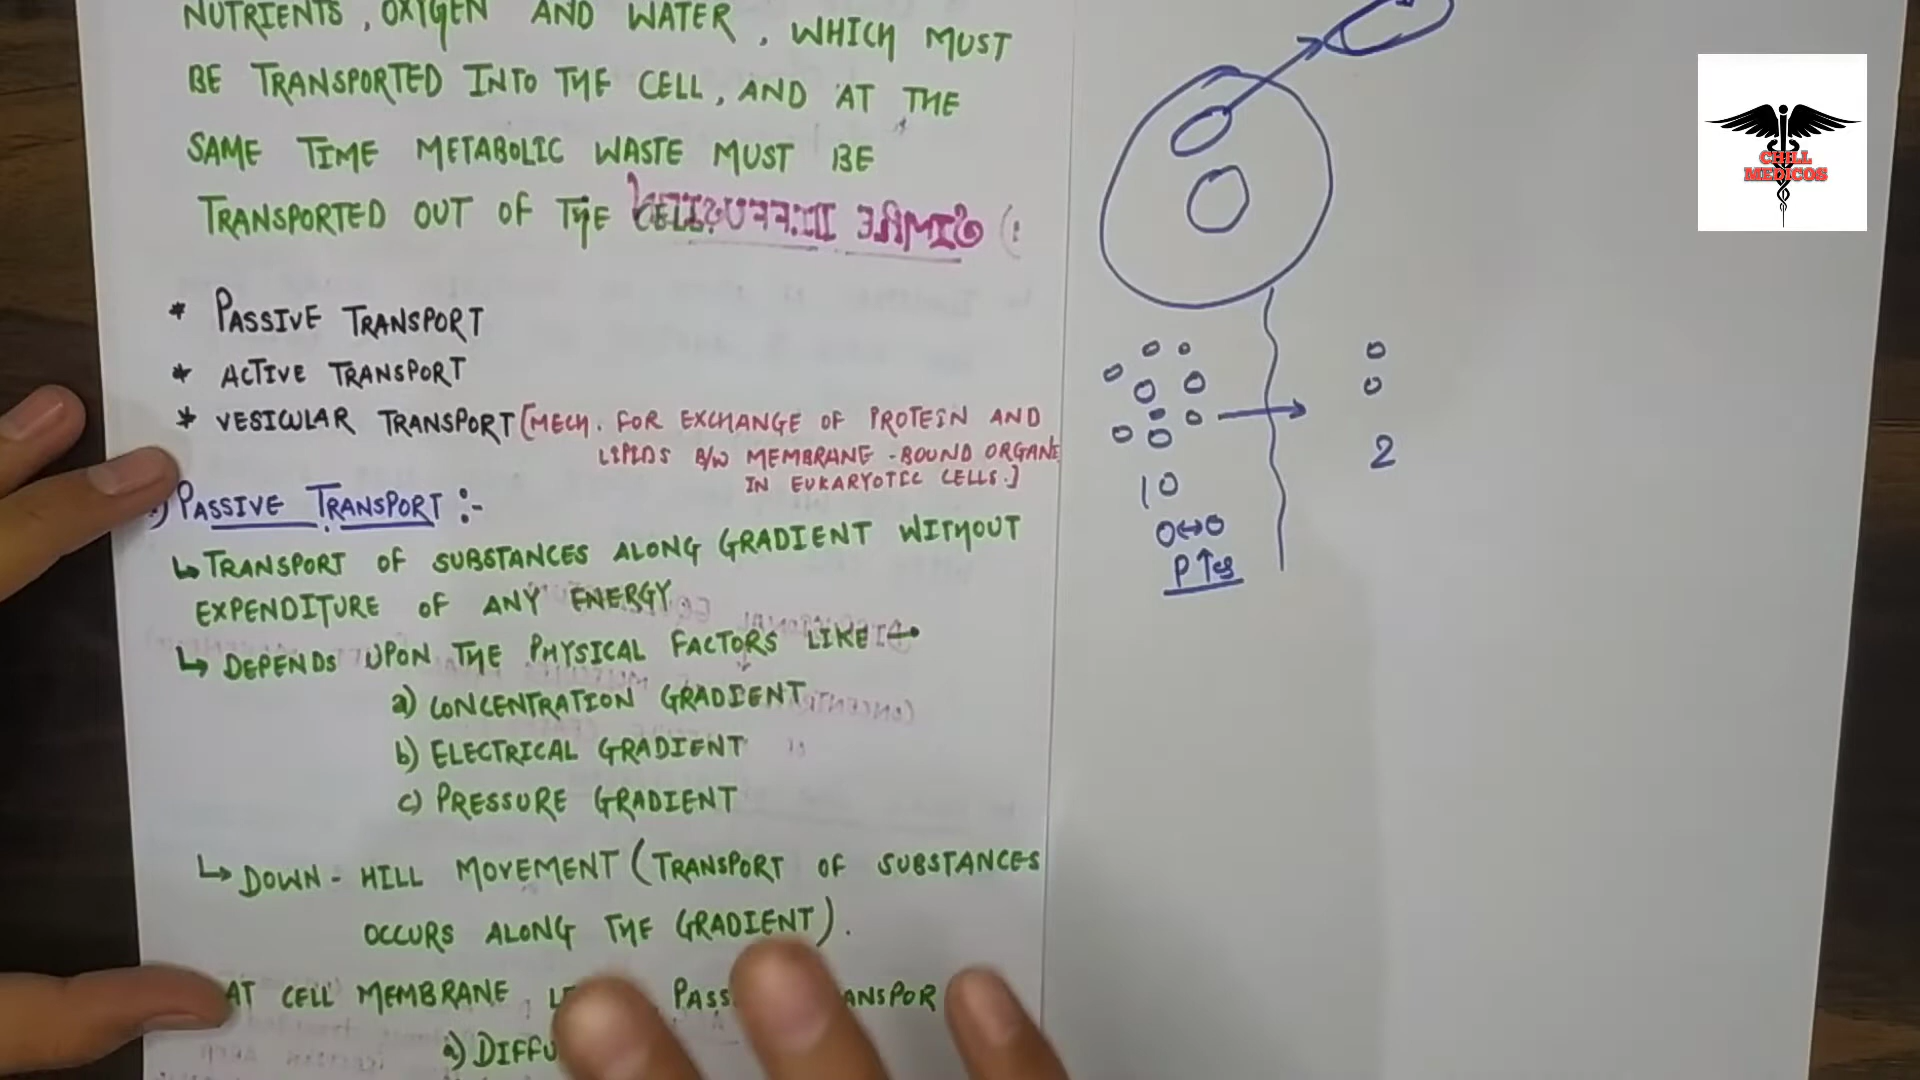 NUTRIENTS, OXYGEN AND WATER, WHICH MUST
BE TRANSPORTED INTO THE CELL, AND AT THE
SAME TIME METABOLIC WASTE MUST BE
TRANSPORTED OUT OF THE CELL.
SIMPLE DIFFUSION
* PASSIVE TRANSPORT
* ACTIVE TRANSPORT
* VESICULAR TRANSPORT [MECH. FOR EXCHANGE OF PROTEIN AND
LIPIDS B/W MEMBRANE-BOUND ORGANE
IN EUKARYOTIC CELLS.]
) PASSIVE TRANSPORT :-
↳ TRANSPORT OF SUBSTANCES ALONG GRADIENT WITHOUT
EXPENDITURE OF ANY ENERGY
↳ DEPENDS UPON THE PHYSICAL FACTORS LIKE →
a) CONCENTRATION GRADIENT
b) ELECTRICAL GRADIENT
c) PRESSURE GRADIENT
↳ DOWN-HILL MOVEMENT (TRANSPORT OF SUBSTANCES
OCCURS ALONG THE GRADIENT).
AT CELL MEMBRANE PASS ANSPOR
a) DIFFU
10
2
P↑es
CHILL
MEDICOS